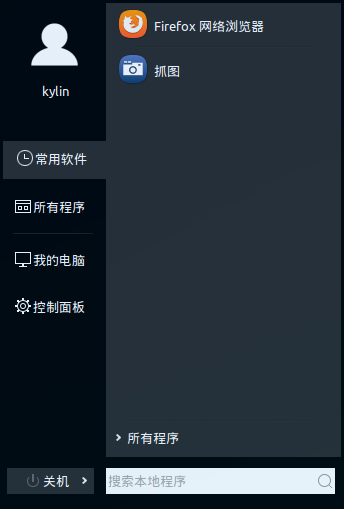 kylin
常用软件
所有程序
我的电脑
控制面板
关机
Firefox 网络浏览器
抓图
所有程序
搜索本地程序